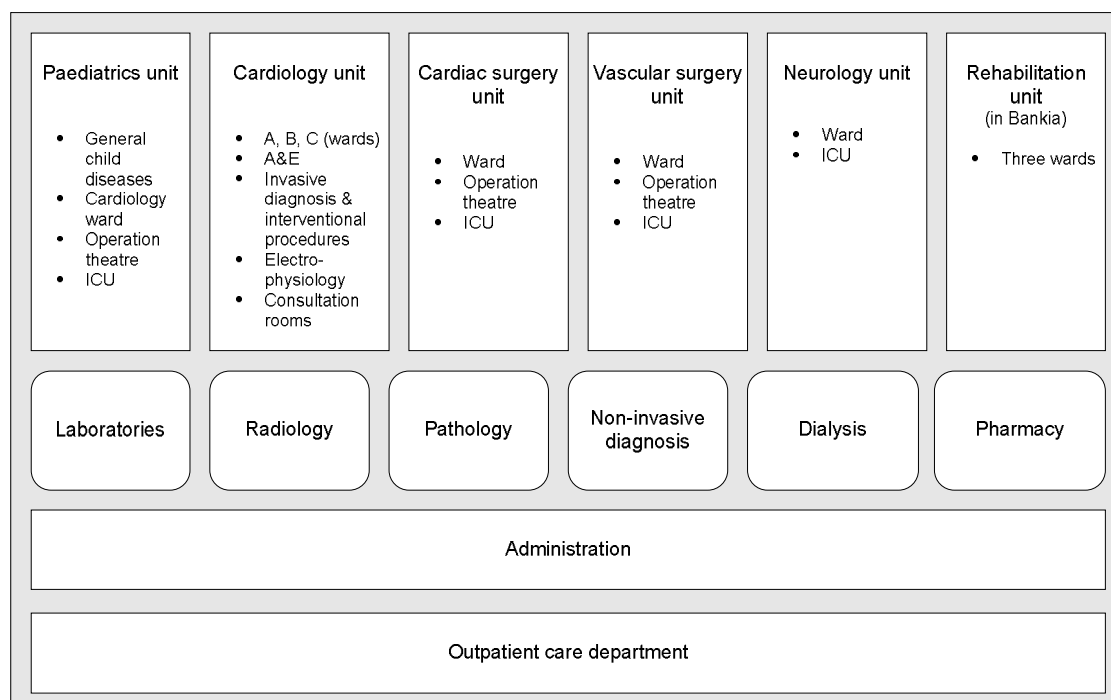 Paediatrics unit
• General
child
diseases
• Cardiology
ward
• Operation
theatre
• ICU
Cardiology unit
• A, B, C (wards)
• A&E
• Invasive
diagnosis &
interventional
procedures
• Electro-
physiology
• Consultation
rooms
Cardiac surgery
unit
• Ward
• Operation
theatre
• ICU
Vascular surgery
unit
• Ward
• Operation
theatre
• ICU
Neurology unit
• Ward
• ICU
Rehabilitation
unit
(in Bankia)
• Three wards
Laboratories
Radiology
Pathology
Non-invasive
diagnosis
Dialysis
Pharmacy
Administration
Outpatient care department